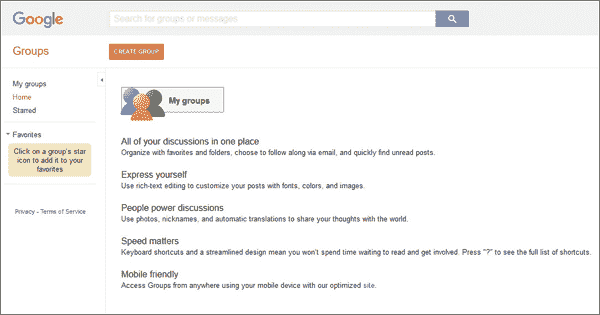 Google
Search for groups or messages
Groups
CREATE GROUP
My groups
Home
Starred
Favorites
Click on a group's star
icon to add it to your
favorites
Privacy - Terms of Service
My groups
All of your discussions in one place
Organize with favorites and folders, choose to follow along via email, and quickly find unread posts.
Express yourself
Use rich-text editing to customize your posts with fonts, colors, and images.
People power discussions
Use photos, nicknames, and automatic translations to share your thoughts with the world.
Speed matters
Keyboard shortcuts and a streamlined design mean you won't spend time waiting to read and get involved. Press "?" to see the full list of shortcuts.
Mobile friendly
Access Groups from anywhere using your mobile device with our optimized site.